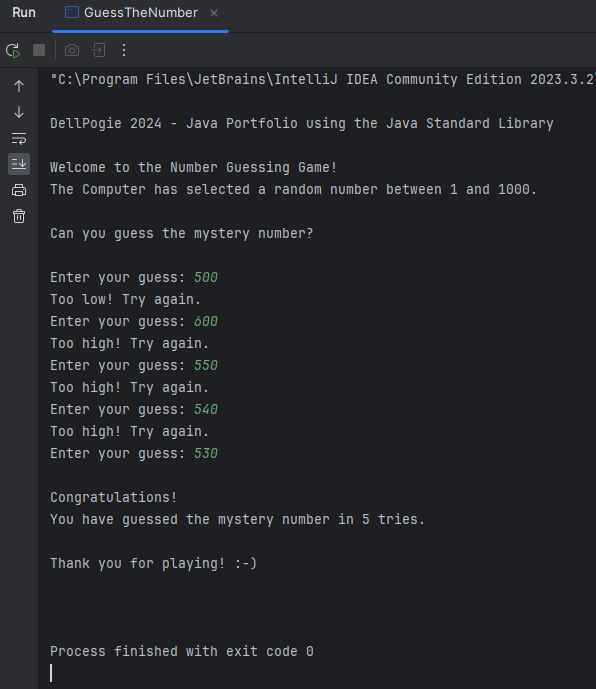 Run
GuessTheNumber
"C:\Program Files\JetBrains\IntelliJ IDEA Community Edition 2023.3.2\
DellPogie 2024 - Java Portfolio using the Java Standard Library
Welcome to the Number Guessing Game!
The Computer has selected a random number between 1 and 1000.
Can you guess the mystery number?
Enter your guess: 500
Too low! Try again.
Enter your guess: 600
Too high! Try again.
Enter your guess: 550
Too high! Try again.
Enter your guess: 540
Too high! Try again.
Enter your guess: 530
Congratulations!
You have guessed the mystery number in 5 tries.
Thank you for playing! :-)
Process finished with exit code 0